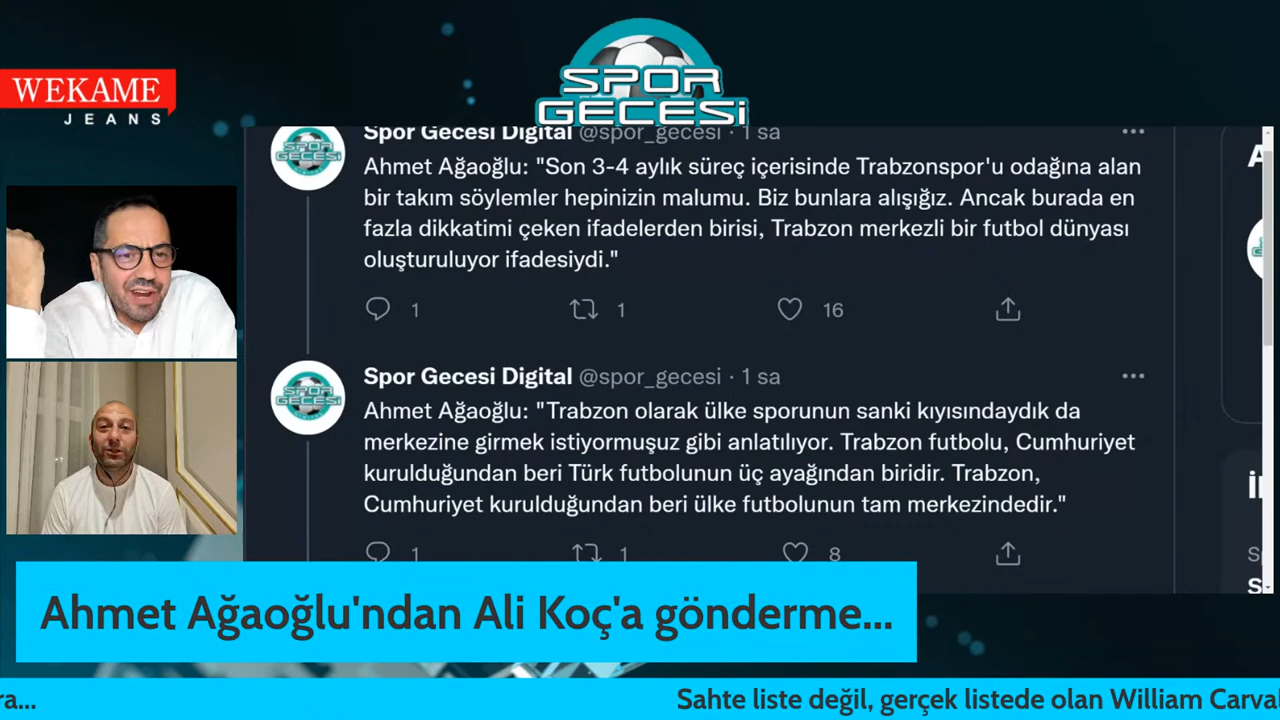 SPOR
GECESİ
WEKAME
JEANS
Spor Gecesi Digital @spor_gecesi · 1 sa
Ahmet Ağaoğlu: "Son 3-4 aylık süreç içerisinde Trabzonspor'u odağına alan
bir takım söylemler hepinizin malumu. Biz bunlara alışığız. Ancak burada en
fazla dikkatimi çeken ifadelerden birisi, Trabzon merkezli bir futbol dünyası
oluşturuluyor ifadesiydi."
1 1 16
Spor Gecesi Digital @spor_gecesi · 1 sa
Ahmet Ağaoğlu: "Trabzon olarak ülke sporunun sanki kıyısındaydık da
merkezine girmek istiyormuşuz gibi anlatılıyor. Trabzon futbolu, Cumhuriyet
kurulduğundan beri Türk futbolunun üç ayağından biridir. Trabzon,
Cumhuriyet kurulduğundan beri ülke futbolunun tam merkezindedir."
1 1 8
SPOR
GECESİ
SPOR
GECESİ
Ahmet Ağaoğlu'ndan Ali Koç'a gönderme...
ra... Sahte liste değil, gerçek listede olan William Carval